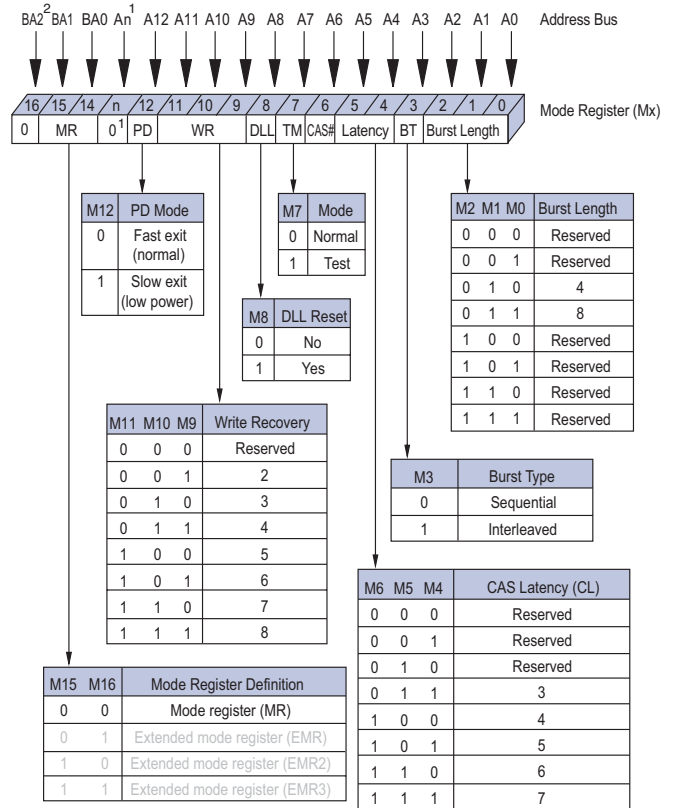 BA2² BA1 BA0 An¹ A12 A11 A10 A9 A8 A7 A6 A5 A4 A3 A2 A1 A0 Address Bus
16 15 14 n 12 11 10 9 8 7 6 5 4 3 2 1 0 Mode Register (Mx)
0 MR 0¹ PD WR DLL TM CAS# Latency BT Burst Length
M12 PD Mode
0 Fast exit
(normal)
1 Slow exit
(low power)
M7 Mode
0 Normal
1 Test
M2 M1 M0 Burst Length
0 0 0 Reserved
0 0 1 Reserved
0 1 0 4
0 1 1 8
1 0 0 Reserved
1 0 1 Reserved
1 1 0 Reserved
1 1 1 Reserved
M8 DLL Reset
0 No
1 Yes
M11 M10 M9 Write Recovery
0 0 0 Reserved
0 0 1 2
0 1 0 3
0 1 1 4
1 0 0 5
1 0 1 6
1 1 0 7
1 1 1 8
M3 Burst Type
0 Sequential
1 Interleaved
M6 M5 M4 CAS Latency (CL)
0 0 0 Reserved
0 0 1 Reserved
0 1 0 Reserved
0 1 1 3
1 0 0 4
1 0 1 5
1 1 0 6
1 1 1 7
M15 M16 Mode Register Definition
0 0 Mode register (MR)
0 1 Extended mode register (EMR)
1 0 Extended mode register (EMR2)
1 1 Extended mode register (EMR3)